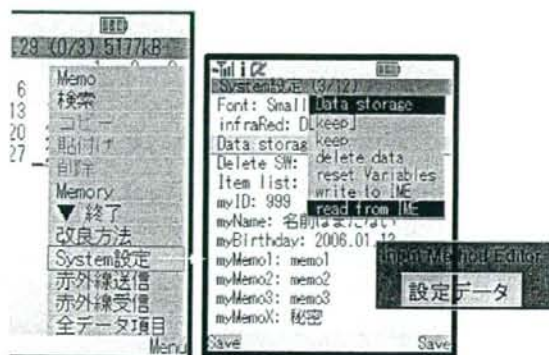 29 (0/3) 5177kB
6
13
20
27
Memo
検索
コピー
貼付け
削除
Memory
▼ 終了
改良方法
System設定
赤外線送信
赤外線受信
全データ項目
Menu
System設定 (3/12)
Font: Small
infraRed: D
Data storag
Delete SW:
Item list:
myID: 999
myName: 名前はまだない
myBirthday: 2006.01.12
myMemo1: memo1
myMemo2: memo2
myMemo3: memo3
myMemoX: 秘密
Save
Save
Data storage
[keep]
keep
delete data
reset Variables
write to IME
read from IME
Input Method Editor
設定データ